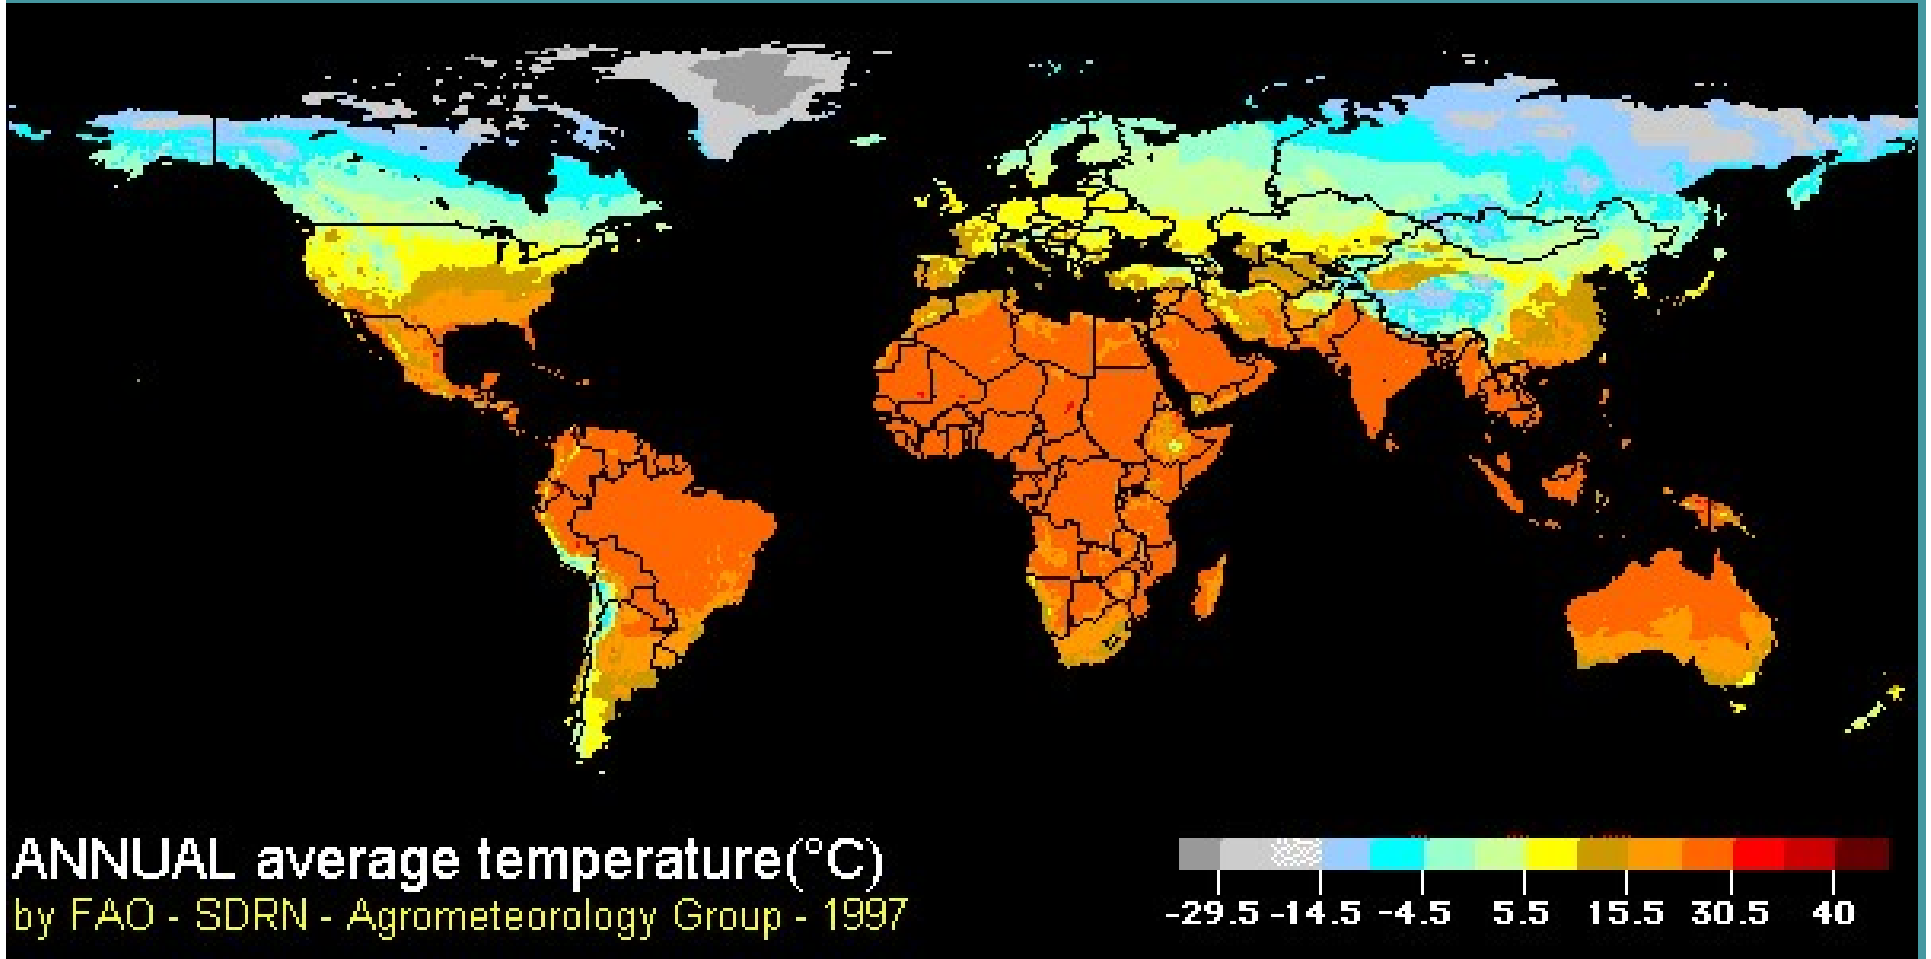 ANNUAL average temperature(°C)
by FAO - SDRN - Agrometeorology Group - 1997
-29.5 -14.5 -4.5 5.5 15.5 30.5 40